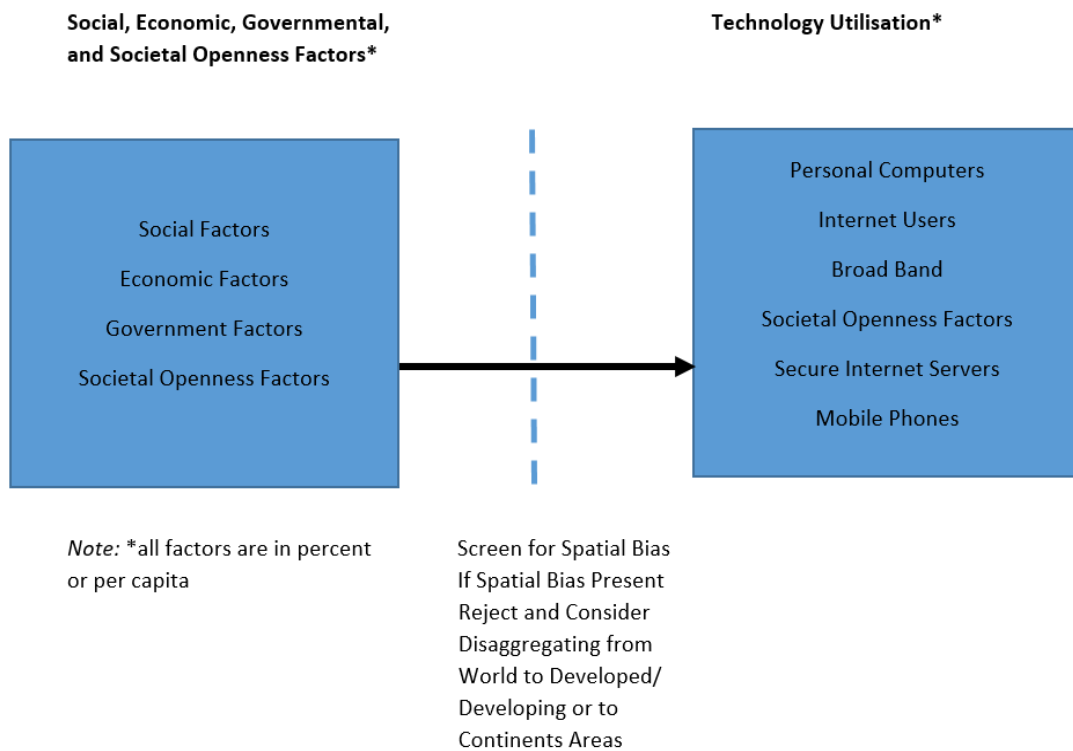 Social, Economic, Governmental,
and Societal Openness Factors*
Technology Utilisation*
Social Factors
Economic Factors
Government Factors
Societal Openness Factors
Personal Computers
Internet Users
Broad Band
Societal Openness Factors
Secure Internet Servers
Mobile Phones
Note: *all factors are in percent
or per capita
Screen for Spatial Bias
If Spatial Bias Present
Reject and Consider
Disaggregating from
World to Developed/
Developing or to
Continents Areas